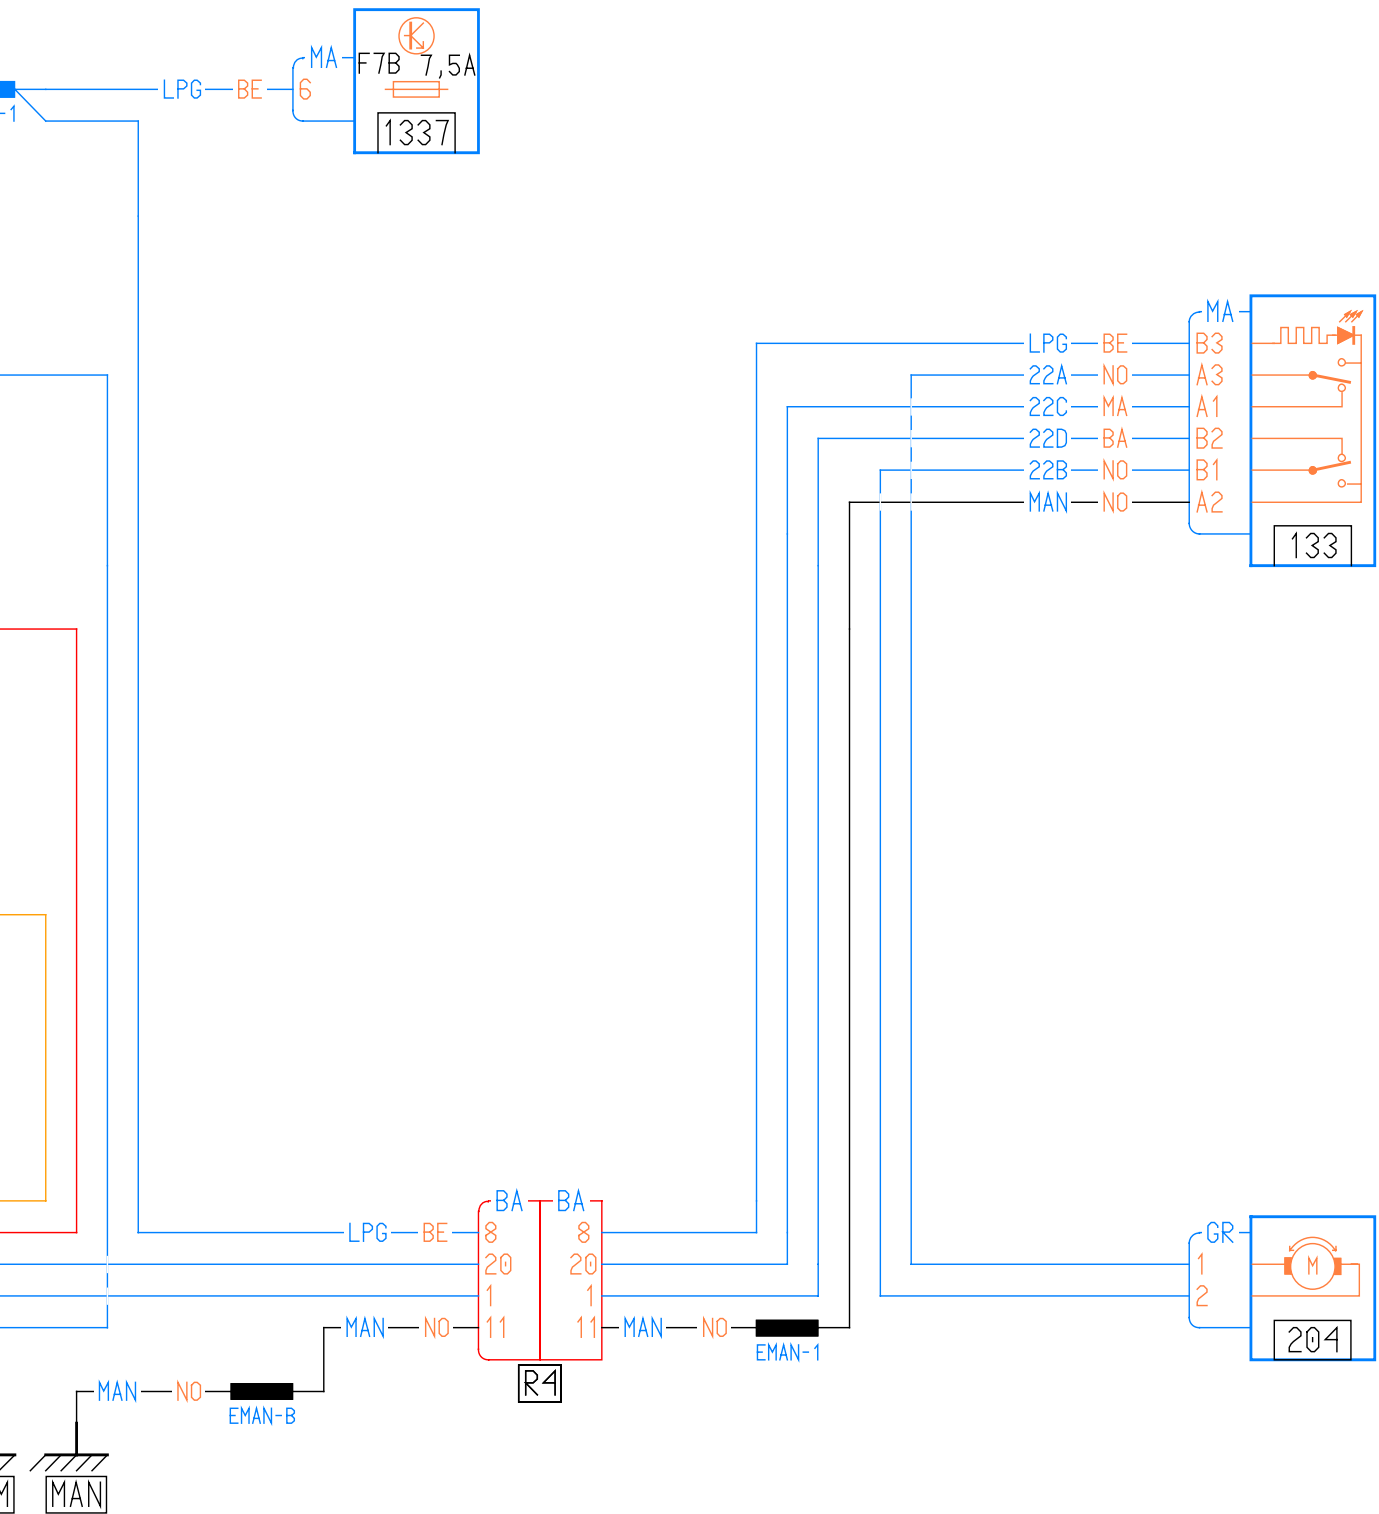 MA
F7B 7,5A
LPG BE 6
-1
1337
MA
LPG BE B3
22A NO A3
22C MA A1
22D BA B2
22B NO B1
MAN NO A2
133
BA BA
LPG BE 8 8
20 20
1 1
MAN NO 11 11 MAN NO
EMAN-1
R4
GR
1
M
2
204
MAN NO
EMAN-B
M
MAN